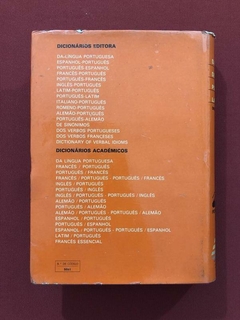 DICIONÁRIOS EDITORA
DA LÍNGUA PORTUGUESA
ESPANHOL-PORTUGUÊS
PORTUGUÊS-ESPANHOL
FRANCÊS-PORTUGUÊS
PORTUGUÊS-FRANCÊS
INGLÊS-PORTUGUÊS
LATIM-PORTUGUÊS
PORTUGUÊS-LATIM
ITALIANO-PORTUGUÊS
ROMENO-PORTUGUÊS
ALEMÃO-PORTUGUÊS
PORTUGUÊS-ALEMÃO
DE SINÓNIMOS
DOS VERBOS PORTUGUESES
DOS VERBOS FRANCESES
DICTIONARY OF VERBAL IDIOMS
DICIONÁRIOS ACADÉMICOS
DA LÍNGUA PORTUGUESA
FRANCÊS / PORTUGUÊS
PORTUGUÊS / FRANCÊS
FRANCÊS / PORTUGUÊS - PORTUGUÊS / FRANCÊS
INGLÊS / PORTUGUÊS
PORTUGUÊS / INGLÊS
INGLÊS / PORTUGUÊS - PORTUGUÊS / INGLÊS
ALEMÃO / PORTUGUÊS
PORTUGUÊS / ALEMÃO
ALEMÃO / PORTUGUÊS - PORTUGUÊS / ALEMÃO
ESPANHOL / PORTUGUÊS
PORTUGUÊS / ESPANHOL
ESPANHOL / PORTUGUÊS - PORTUGUÊS / ESPANHOL
LATIM / PORTUGUÊS
FRANCÊS ESSENCIAL